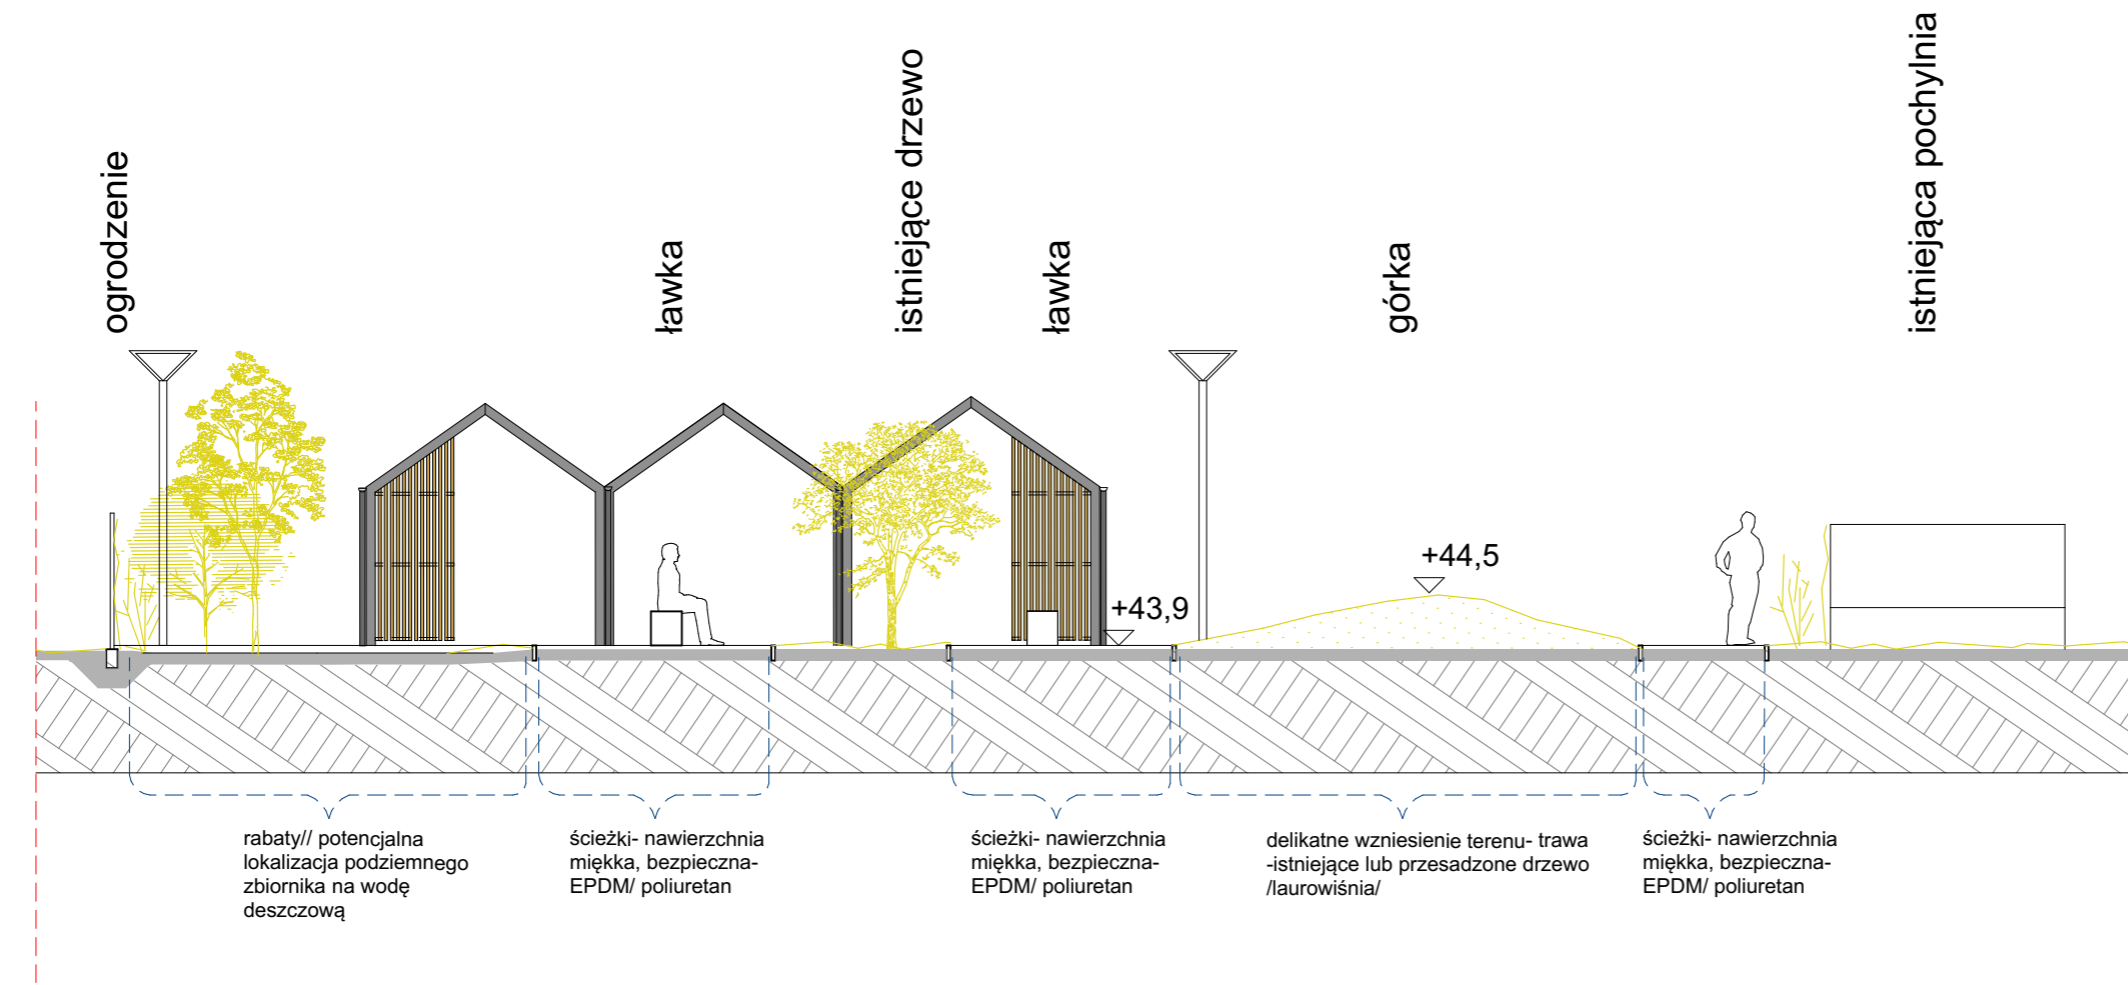 ogrodzenie
ławka
istniejące drzewo
ławka
górka
istniejąca pochylnia
+44,5
+43,9
rabaty// potencjalna
lokalizacja podziemnego
zbiornika na wodę
deszczową
ścieżki- nawierzchnia
miękka, bezpieczna-
EPDM/ poliuretan
ścieżki- nawierzchnia
miękka, bezpieczna-
EPDM/ poliuretan
delikatne wzniesienie terenu- trawa
-istniejące lub przesadzone drzewo
/laurowiśnia/
ścieżki- nawierzchnia
miękka, bezpieczna-
EPDM/ poliuretan